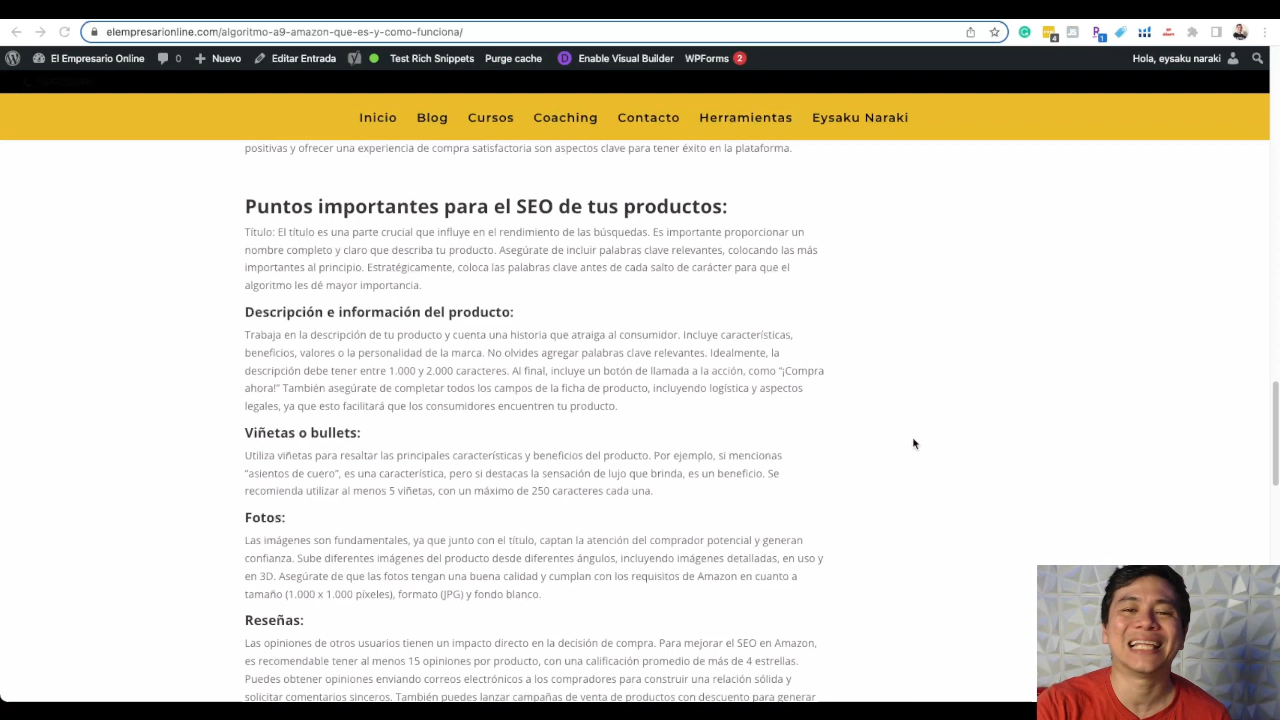 elempresarionline.com/algoritmo-a9-amazon-que-es-y-como-funciona/
4
1
El Empresario Online
0
Nuevo
Editar Entrada
Test Rich Snippets
Purge cache
D
Enable Visual Builder
WPForms 2
Hola, eysaku naraki
Inicio
Blog
Cursos
Coaching
Contacto
Herramientas
Eysaku Naraki
positivas y ofrecer una experiencia de compra satisfactoria son aspectos clave para tener éxito en la plataforma.
Puntos importantes para el SEO de tus productos:
Título: El título es una parte crucial que influye en el rendimiento de las búsquedas. Es importante proporcionar un
nombre completo y claro que describa tu producto. Asegúrate de incluir palabras clave relevantes, colocando las más
importantes al principio. Estratégicamente, coloca las palabras clave antes de cada salto de carácter para que el
algoritmo les dé mayor importancia.
Descripción e información del producto:
Trabaja en la descripción de tu producto y cuenta una historia que atraiga al consumidor. Incluye características,
beneficios, valores o la personalidad de la marca. No olvides agregar palabras clave relevantes. Idealmente, la
descripción debe tener entre 1.000 y 2.000 caracteres. Al final, incluye un botón de llamada a la acción, como “¡Compra
ahora!” También asegúrate de completar todos los campos de la ficha de producto, incluyendo logística y aspectos
legales, ya que esto facilitará que los consumidores encuentren tu producto.
Viñetas o bullets:
Utiliza viñetas para resaltar las principales características y beneficios del producto. Por ejemplo, si mencionas
“asientos de cuero”, es una característica, pero si destacas la sensación de lujo que brinda, es un beneficio. Se
recomienda utilizar al menos 5 viñetas, con un máximo de 250 caracteres cada una.
Fotos:
Las imágenes son fundamentales, ya que junto con el título, captan la atención del comprador potencial y generan
confianza. Sube diferentes imágenes del producto desde diferentes ángulos, incluyendo imágenes detalladas, en uso y
en 3D. Asegúrate de que las fotos tengan una buena calidad y cumplan con los requisitos de Amazon en cuanto a
tamaño (1.000 x 1.000 píxeles), formato (JPG) y fondo blanco.
Reseñas:
Las opiniones de otros usuarios tienen un impacto directo en la decisión de compra. Para mejorar el SEO en Amazon,
es recomendable tener al menos 15 opiniones por producto, con una calificación promedio de más de 4 estrellas.
Puedes obtener opiniones enviando correos electrónicos a los compradores para construir una relación sólida y
solicitar comentarios sinceros. También puedes lanzar campañas de venta de productos con descuento para generar